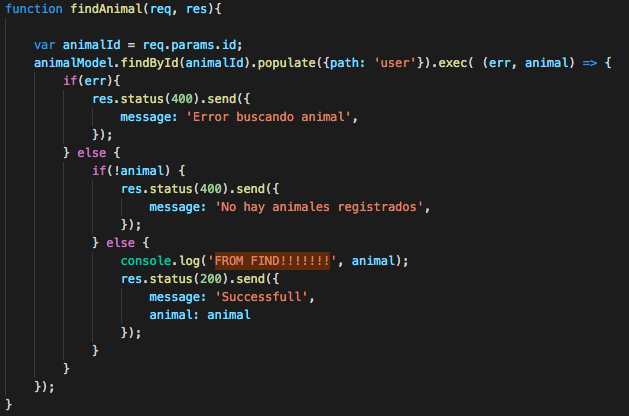 function findAnimal(req, res){
var animalId = req.params.id;
animalModel.findById(animalId).populate({path: 'user'}).exec( (err, animal) => {
if(err){
res.status(400).send({
message: 'Error buscando animal',
});
} else {
if(!animal) {
res.status(400).send({
message: 'No hay animales registrados',
});
} else {
console.log('FROM FIND!!!!!!!', animal);
res.status(200).send({
message: 'Successfull',
animal: animal
});
}
}
});
}